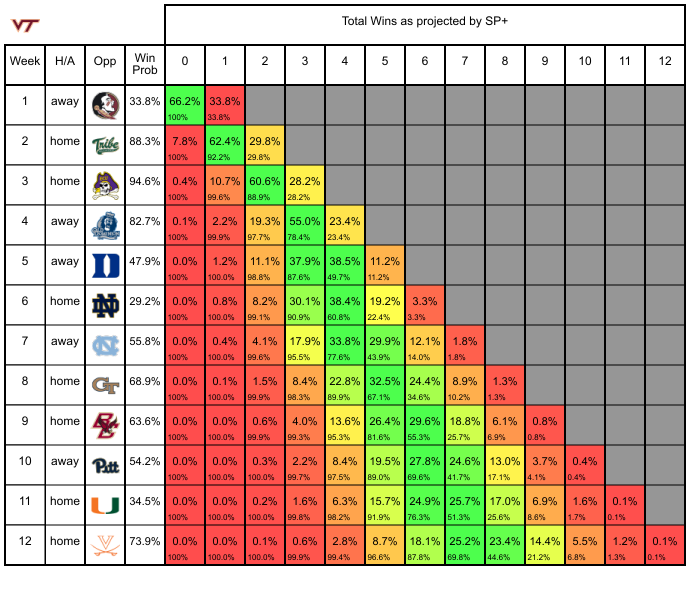 VT
Total Wins as projected by SP+
Week H/A Opp Win Prob 0 1 2 3 4 5 6 7 8 9 10 11 12
1 away 33.8% 66.2% 33.8%
100% 33.8%
2 home Tribe 88.3% 7.8% 62.4% 29.8%
100% 92.2% 29.8%
3 home 94.6% 0.4% 10.7% 60.6% 28.2%
100% 99.6% 88.9% 28.2%
4 away 82.7% 0.1% 2.2% 19.3% 55.0% 23.4%
100% 99.9% 97.7% 78.4% 23.4%
5 away D 47.9% 0.0% 1.2% 11.1% 37.9% 38.5% 11.2%
100% 100.0% 98.8% 87.6% 49.7% 11.2%
6 home ND 29.2% 0.0% 0.8% 8.2% 30.1% 38.4% 19.2% 3.3%
100% 100.0% 99.1% 90.9% 60.8% 22.4% 3.3%
7 away NC 55.8% 0.0% 0.4% 4.1% 17.9% 33.8% 29.9% 12.1% 1.8%
100% 100.0% 99.6% 95.5% 77.6% 43.9% 14.0% 1.8%
8 home GT 68.9% 0.0% 0.1% 1.5% 8.4% 22.8% 32.5% 24.4% 8.9% 1.3%
100% 100.0% 99.9% 98.3% 89.9% 67.1% 34.6% 10.2% 1.3%
9 home BC 63.6% 0.0% 0.0% 0.6% 4.0% 13.6% 26.4% 29.6% 18.8% 6.1% 0.8%
100% 100.0% 99.9% 99.3% 95.3% 81.6% 55.3% 25.7% 6.9% 0.8%
10 away Pitt 54.2% 0.0% 0.0% 0.3% 2.2% 8.4% 19.5% 27.8% 24.6% 13.0% 3.7% 0.4%
100% 100.0% 100.0% 99.7% 97.5% 89.0% 69.6% 41.7% 17.1% 4.1% 0.4%
11 home U 34.5% 0.0% 0.0% 0.2% 1.6% 6.3% 15.7% 24.9% 25.7% 17.0% 6.9% 1.6% 0.1%
100% 100.0% 100.0% 99.8% 98.2% 91.9% 76.3% 51.3% 25.6% 8.6% 1.7% 0.1%
12 home V 73.9% 0.0% 0.0% 0.1% 0.6% 2.8% 8.7% 18.1% 25.2% 23.4% 14.4% 5.5% 1.2% 0.1%
100% 100.0% 100.0% 99.9% 99.4% 96.6% 87.8% 69.8% 44.6% 21.2% 6.8% 1.3% 0.1%